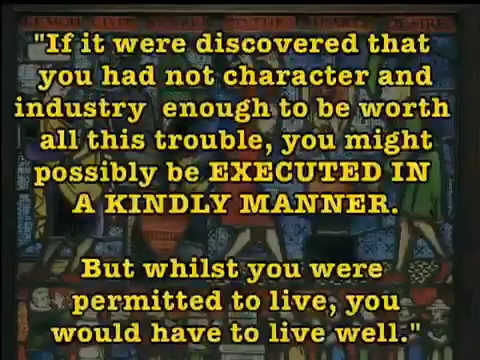 "If it were discovered that
you had not character and
industry enough to be worth
all this trouble, you might
possibly be EXECUTED IN
A KINDLY MANNER.
But whilst you were
permitted to live, you
would have to live well."